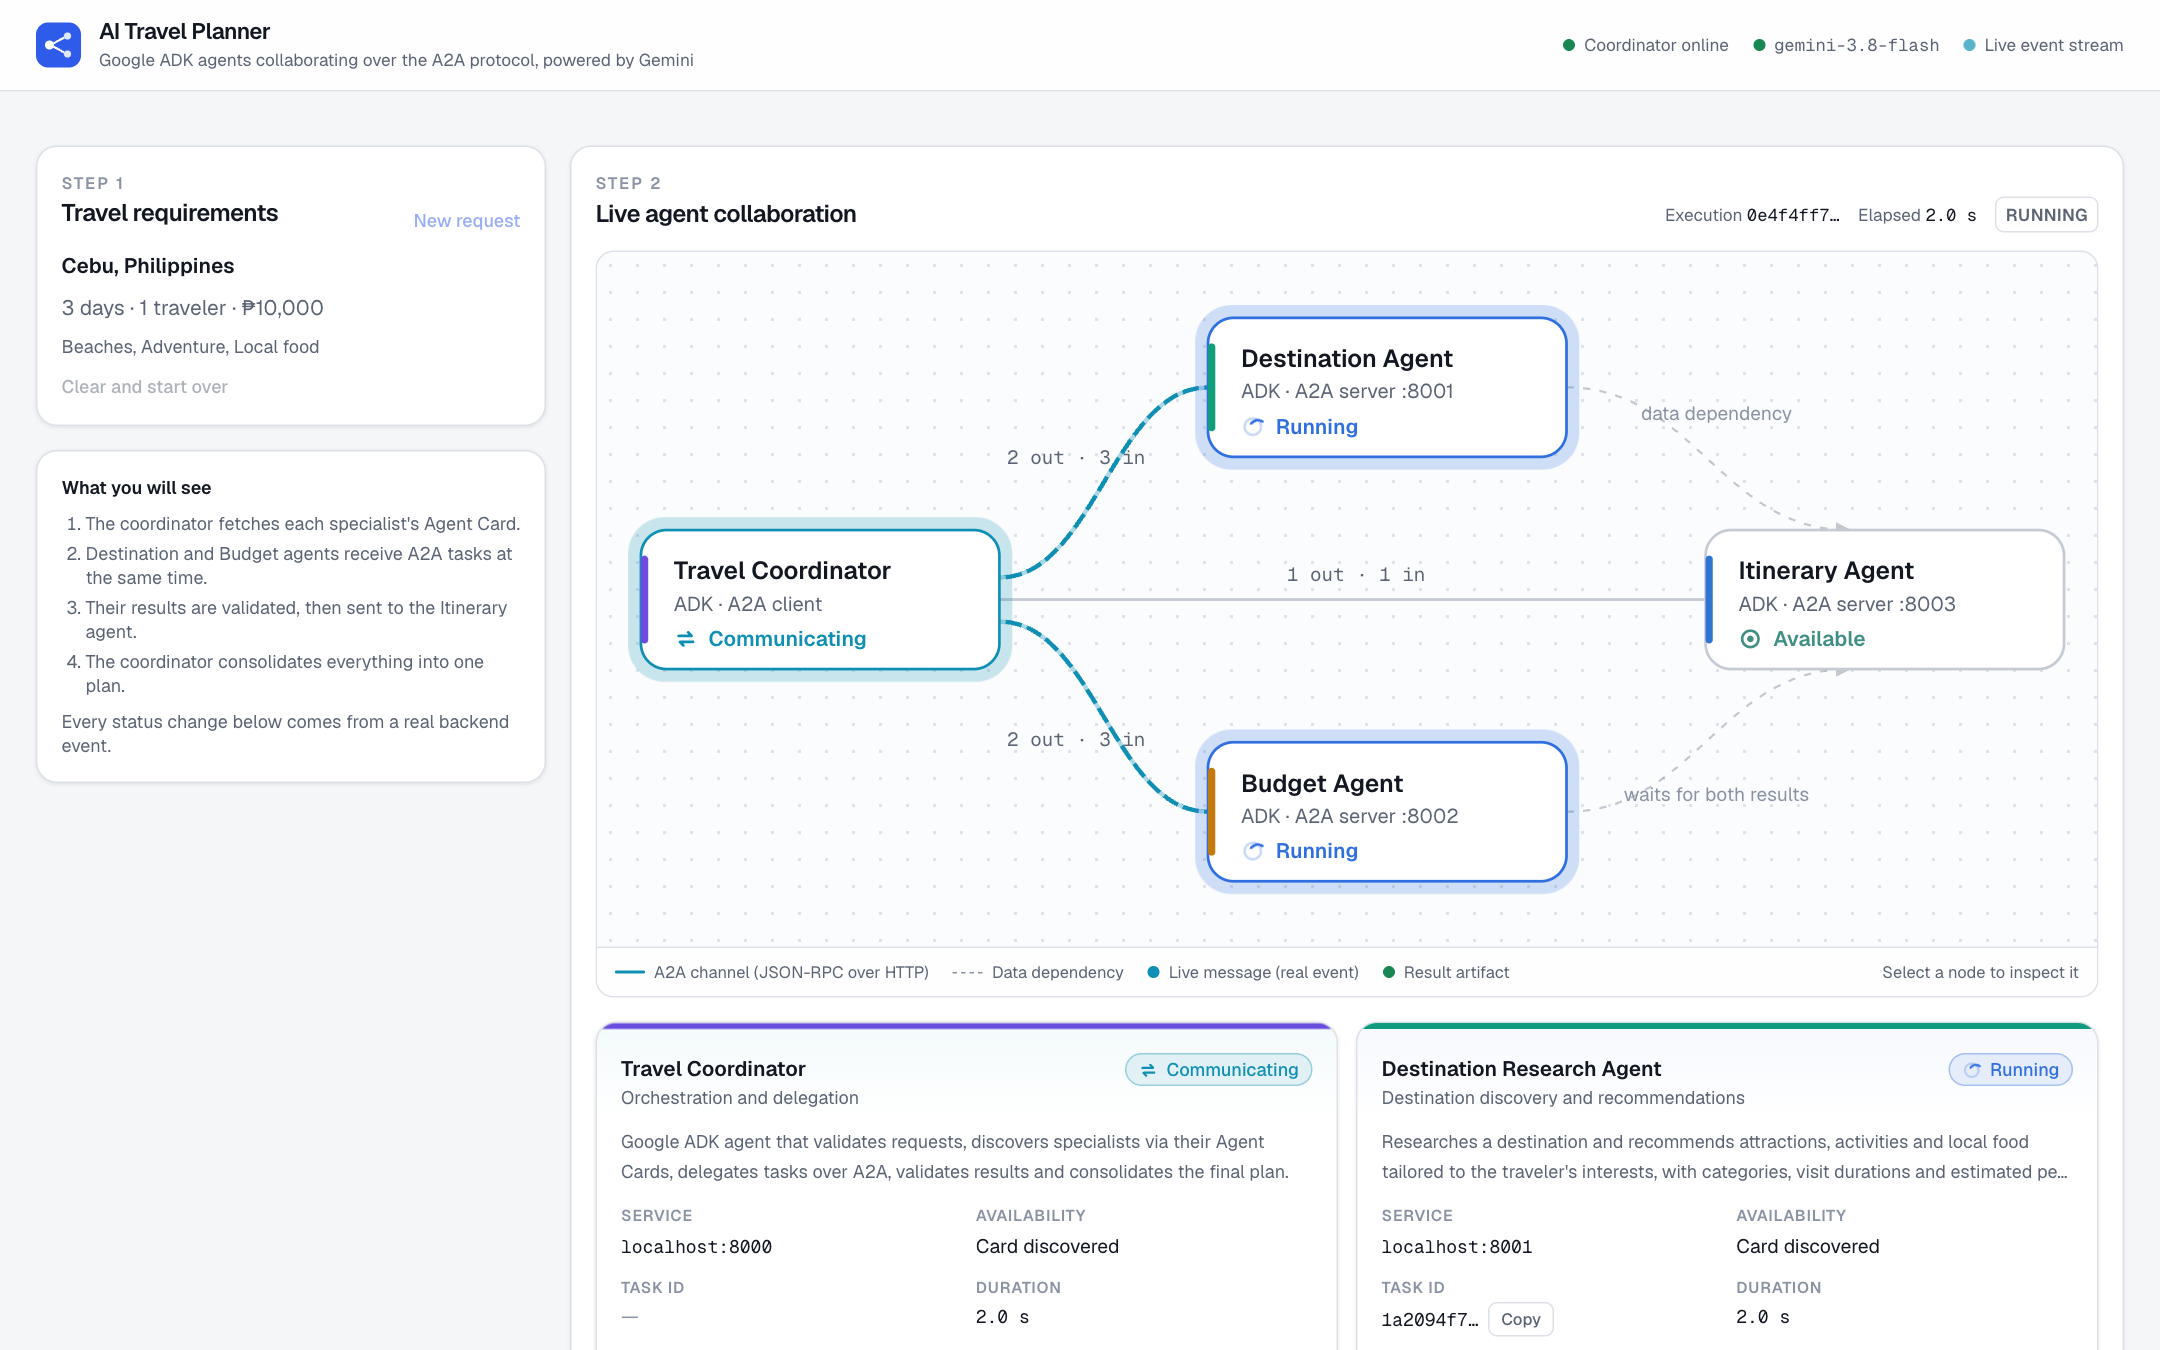 AI Travel Planner
Google ADK agents collaborating over the A2A protocol, powered by Gemini
Coordinator online
gemini-3.8-flash
Live event stream
STEP 1
Travel requirements
New request
Cebu, Philippines
3 days · 1 traveler · ₱10,000
Beaches, Adventure, Local food
Clear and start over
What you will see
1. The coordinator fetches each specialist's Agent Card.
2. Destination and Budget agents receive A2A tasks at
the same time.
3. Their results are validated, then sent to the Itinerary
agent.
4. The coordinator consolidates everything into one
plan.
Every status change below comes from a real backend
event.
STEP 2
Live agent collaboration
Execution 0e4f4ff7… Elapsed 2.0 s RUNNING
Destination Agent
ADK · A2A server :8001
Running
data dependency
2 out · 3 in
Travel Coordinator
ADK · A2A client
Communicating
1 out · 1 in
Itinerary Agent
ADK · A2A server :8003
Available
2 out · 3 in
Budget Agent
ADK · A2A server :8002
Running
waits for both results
A2A channel (JSON-RPC over HTTP)
Data dependency
Live message (real event)
Result artifact
Select a node to inspect it
Travel Coordinator
Communicating
Orchestration and delegation
Google ADK agent that validates requests, discovers specialists via their Agent
Cards, delegates tasks over A2A, validates results and consolidates the final plan.
SERVICE
localhost:8000
AVAILABILITY
Card discovered
TASK ID
—
DURATION
2.0 s
Destination Research Agent
Running
Destination discovery and recommendations
Researches a destination and recommends attractions, activities and local food
tailored to the traveler's interests, with categories, visit durations and estimated pe…
SERVICE
localhost:8001
AVAILABILITY
Card discovered
TASK ID
1a2094f7… Copy
DURATION
2.0 s